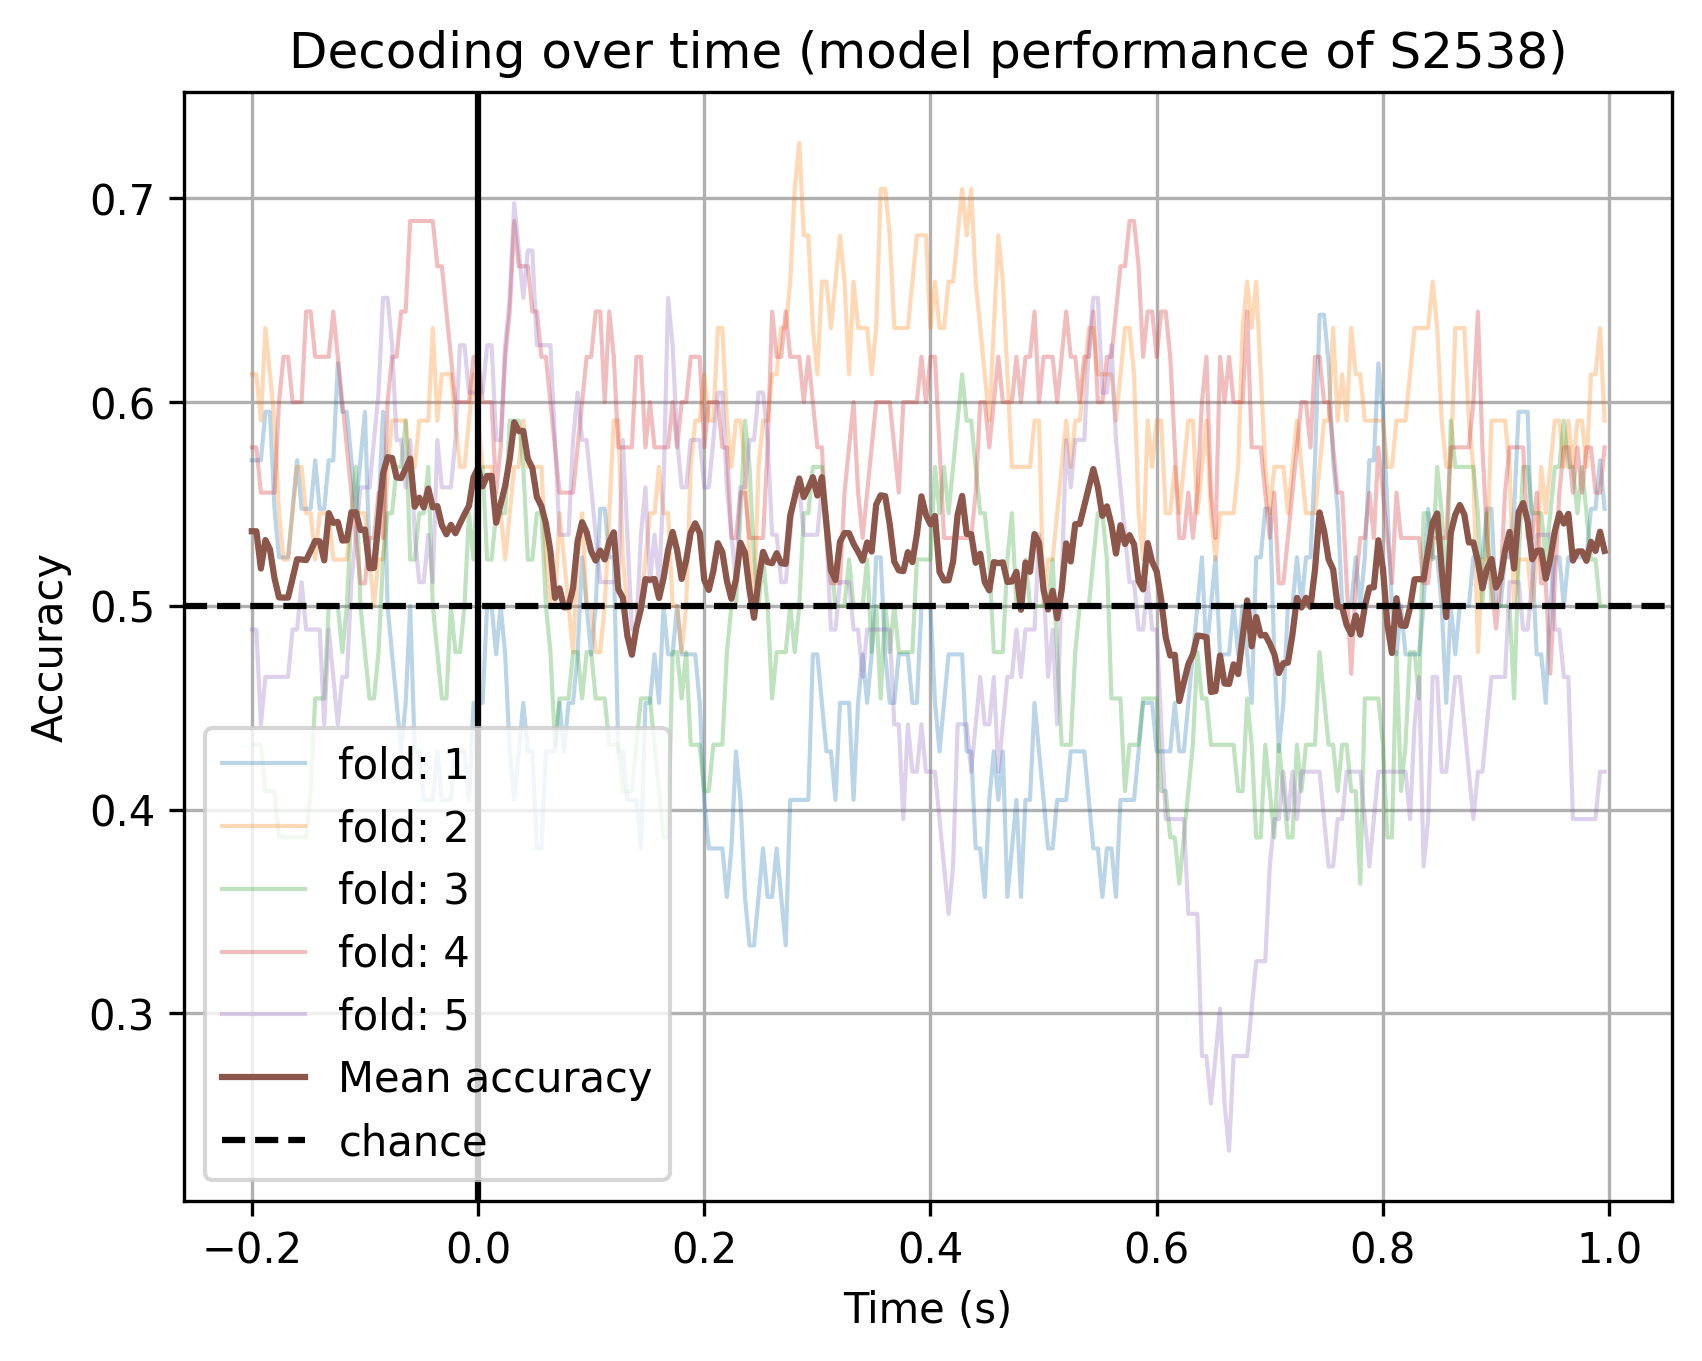 Decoding over time (model performance of S2538)
0.7
0.6
0.5
0.4
0.3
Accuracy
fold: 1
fold: 2
fold: 3
fold: 4
fold: 5
Mean accuracy
chance
−0.2 0.0 0.2 0.4 0.6 0.8 1.0
Time (s)